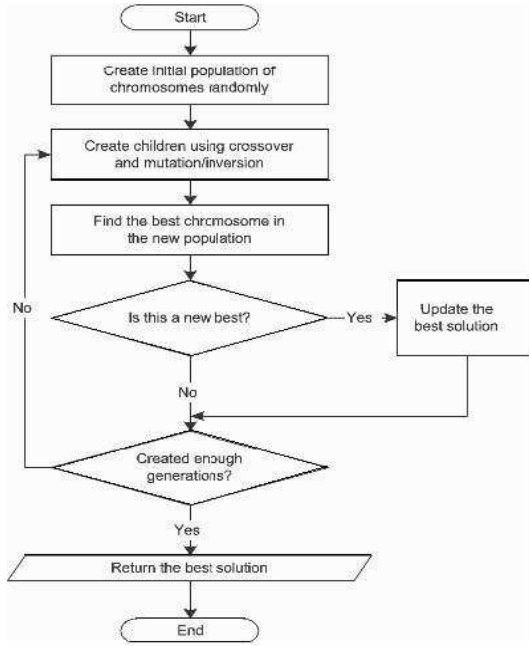 Start
Create initial population of
chromosomes randomly
Create children using crossover
and mutation/inversion
Find the best chrcmosome in
the new population
No
Is this a new best?
Yes
Update the
best solution
No
Created enough
generations?
Yes
Return the best solution
End